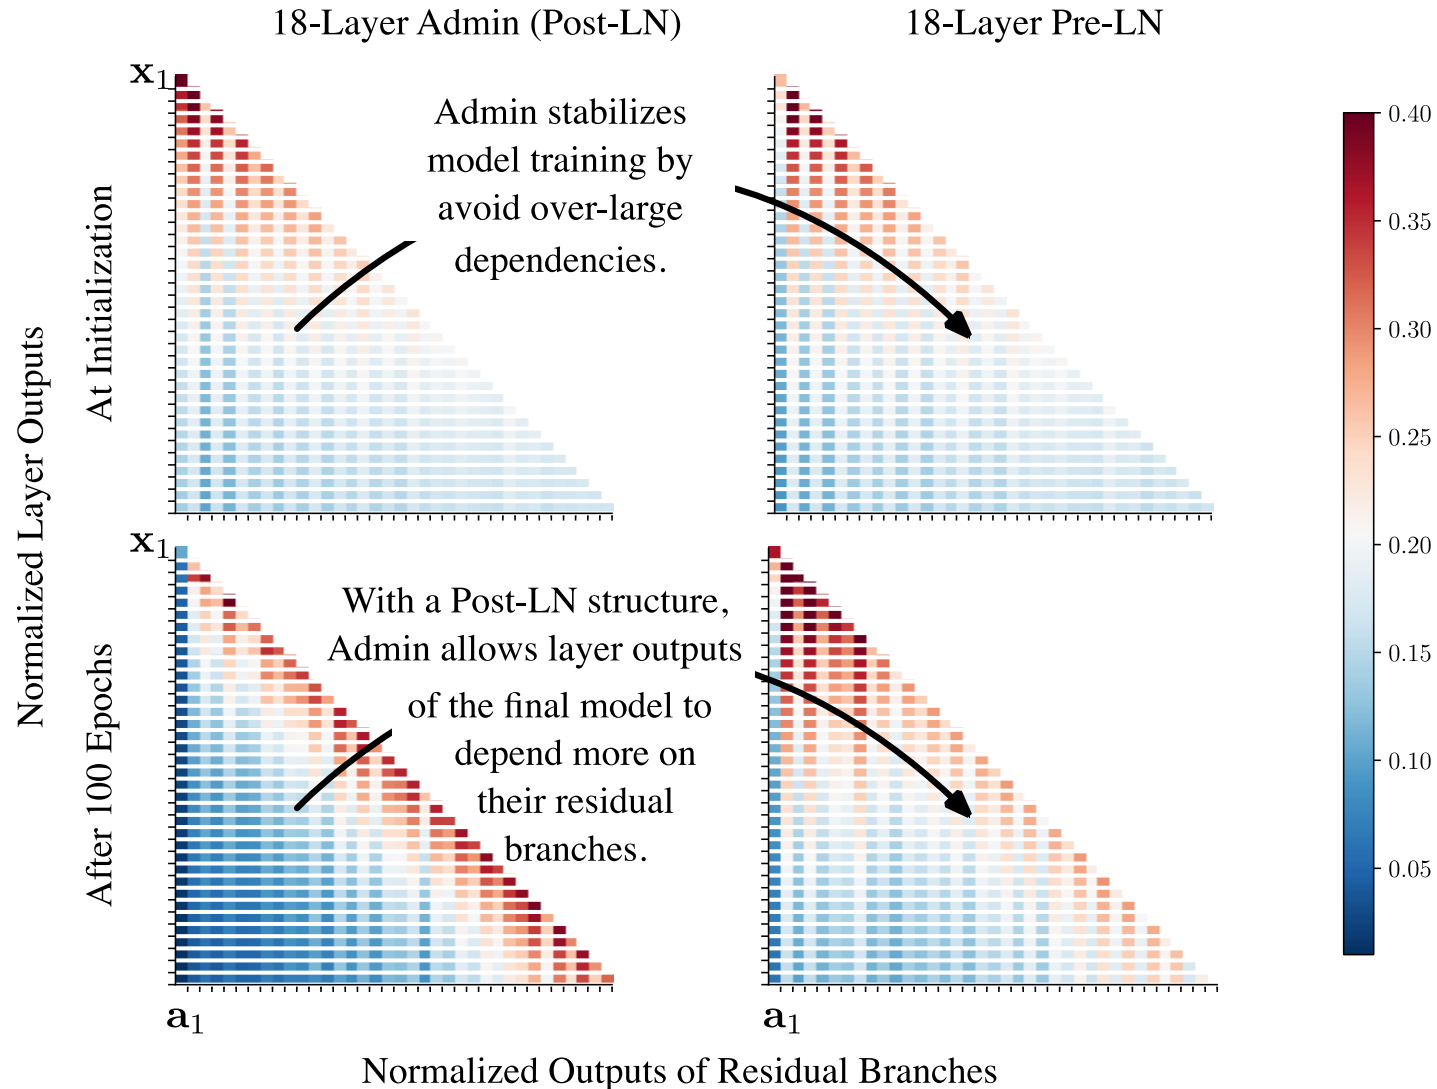 18-Layer Admin (Post-LN)
18-Layer Pre-LN
x1
Admin stabilizes
model training by
avoid over-large
dependencies.
At Initialization
Normalized Layer Outputs
x1
With a Post-LN structure,
Admin allows layer outputs
of the final model to
depend more on
their residual
branches.
After 100 Epochs
a1
a1
Normalized Outputs of Residual Branches
0.40
0.35
0.30
0.25
0.20
0.15
0.10
0.05